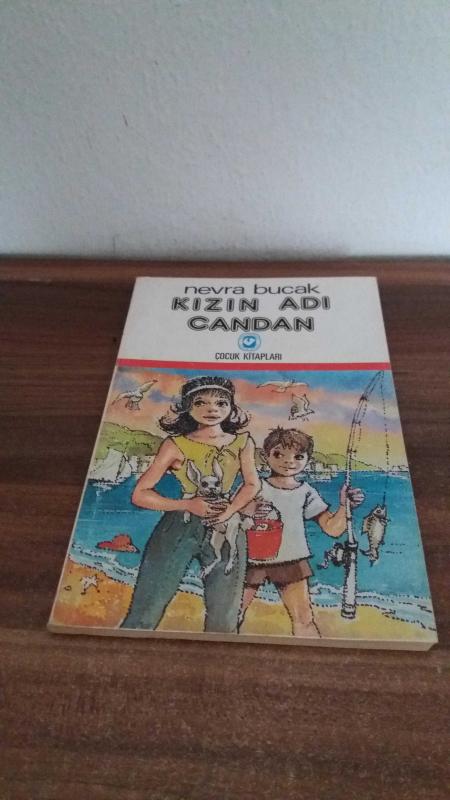 nevra bucak
KIZIN ADI
CANDAN
ÇOCUK KİTAPLARI